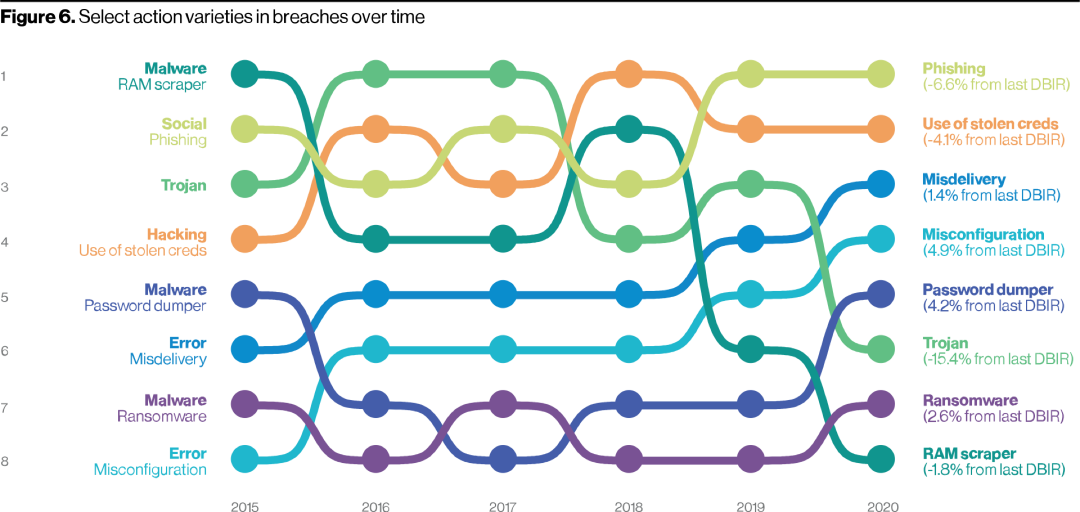 Figure 6. Select action varieties in breaches over time
1
Malware
RAM scraper
Phishing
(-6.6% from last DBIR)
2
Social
Phishing
Use of stolen creds
(-4.1% from last DBIR)
3
Trojan
Misdelivery
(1.4% from last DBIR)
4
Hacking
Use of stolen creds
Misconfiguration
(4.9% from last DBIR)
5
Malware
Password dumper
Password dumper
(4.2% from last DBIR)
6
Error
Misdelivery
Trojan
(-15.4% from last DBIR)
7
Malware
Ransomware
Ransomware
(2.6% from last DBIR)
8
Error
Misconfiguration
RAM scraper
(-1.8% from last DBIR)
2015 2016 2017 2018 2019 2020